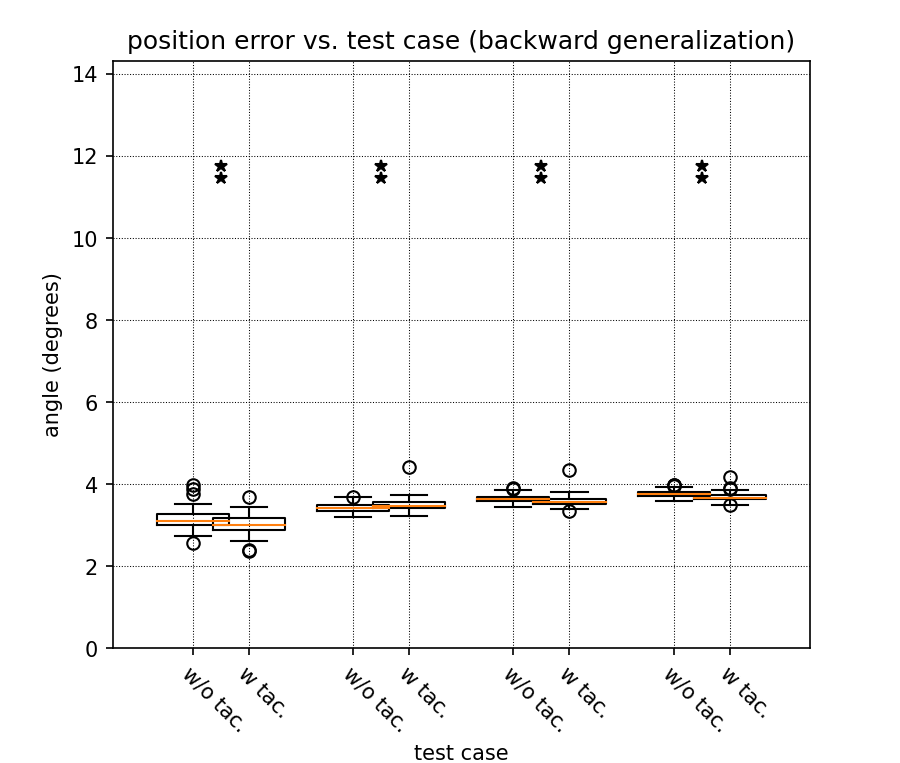 position error vs. test case (backward generalization)
14
12
10
8
6
4
2
0
angle (degrees)
w/o tac.
w tac.
w/o tac.
w tac.
w/o tac.
w tac.
w/o tac.
w tac.
test case